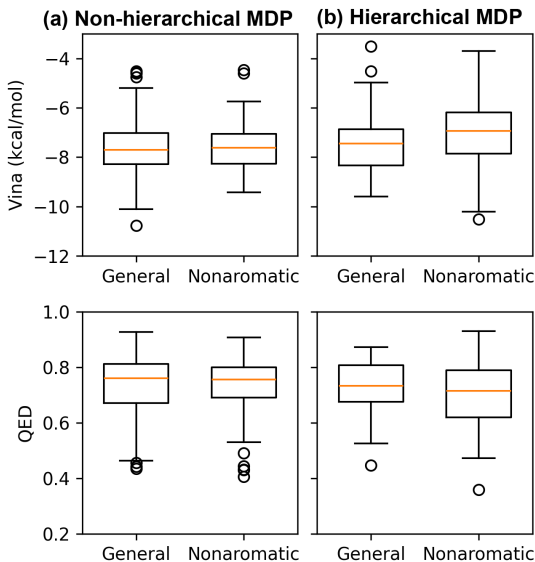 (a) Non-hierarchical MDP (b) Hierarchical MDP
−4
−6
−8
−10
−12
Vina (kcal/mol)
General Nonaromatic General Nonaromatic
1.0
0.8
0.6
0.4
0.2
QED
General Nonaromatic General Nonaromatic